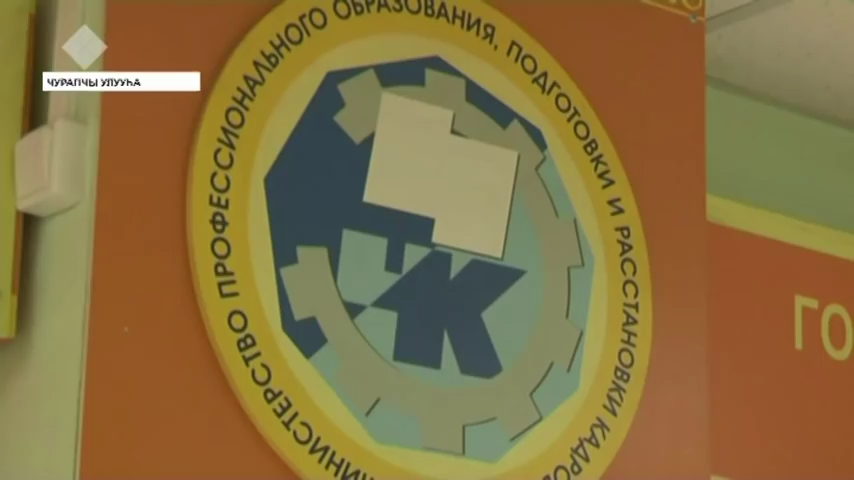 ЧУРАПЧЫ УЛУУҺА
МИНИСТЕРСТВО ПРОФЕССИОНАЛЬНОГО ОБРАЗОВАНИЯ, ПОДГОТОВКИ И РАССТАНОВКИ КАДРОВ
ЧК
ГО